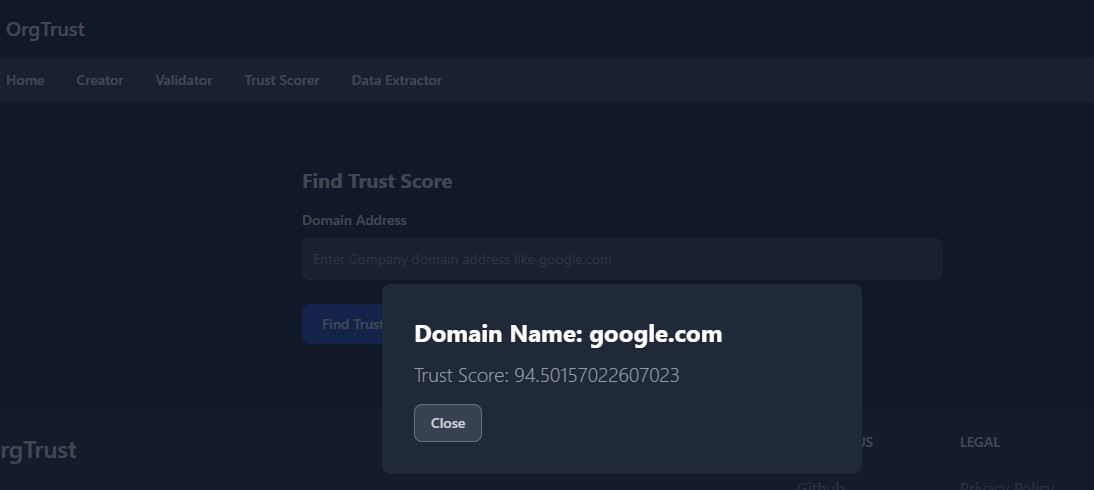 OrgTrust
Home Creator Validator Trust Scorer Data Extractor
Find Trust Score
Domain Address
Enter Company domain address like google.com
Find Trust
Domain Name: google.com
Trust Score: 94.50157022607023
Close
rgTrust
US LEGAL
Github Privacy Policy